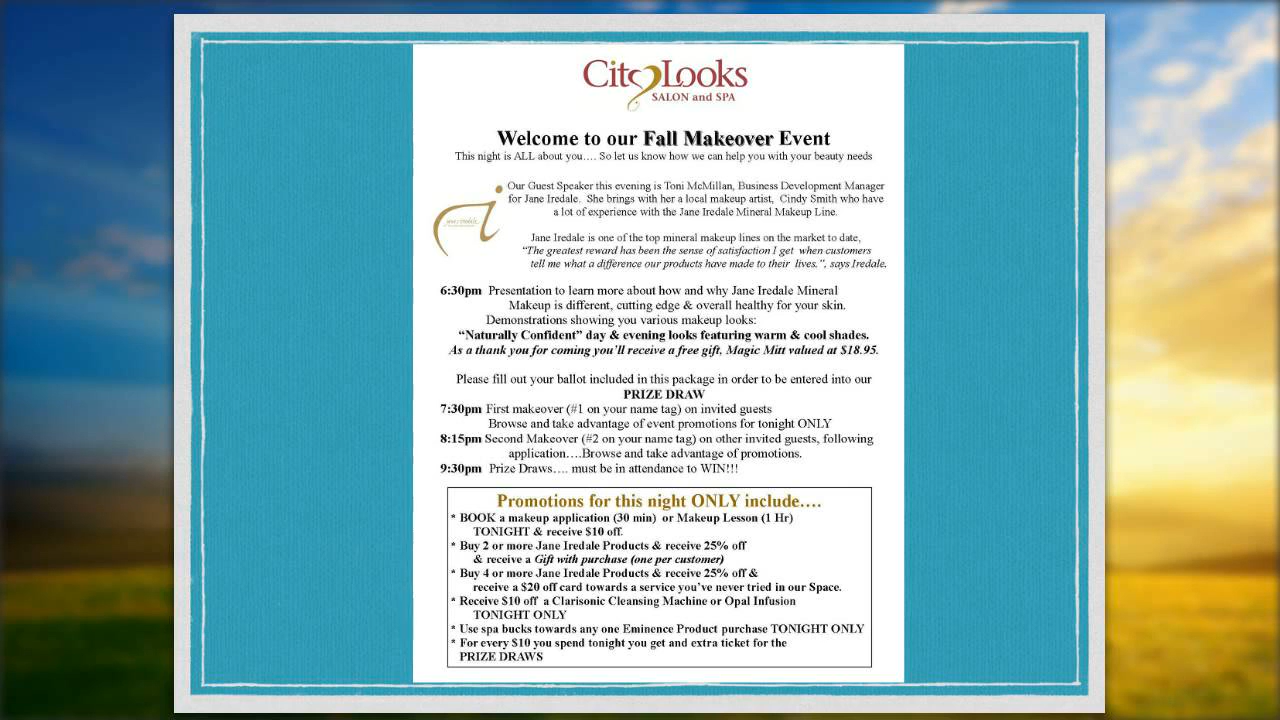 City Looks
SALON and SPA
Welcome to our Fall Makeover Event
This night is ALL about you…. So let us know how we can help you with your beauty needs
Our Guest Speaker this evening is Toni McMillan, Business Development Manager
for Jane Iredale. She brings with her a local makeup artist, Cindy Smith who have
a lot of experience with the Jane Iredale Mineral Makeup Line.
jane iredale
Jane Iredale is one of the top mineral makeup lines on the market to date,
“The greatest reward has been the sense of satisfaction I get when customers
tell me what a difference our products have made to their lives.”, says Iredale.
6:30pm Presentation to learn more about how and why Jane Iredale Mineral
Makeup is different, cutting edge & overall healthy for your skin.
Demonstrations showing you various makeup looks:
“Naturally Confident” day & evening looks featuring warm & cool shades.
As a thank you for coming you’ll receive a free gift, Magic Mitt valued at $18.95.
Please fill out your ballot included in this package in order to be entered into our
PRIZE DRAW
7:30pm First makeover (#1 on your name tag) on invited guests
Browse and take advantage of event promotions for tonight ONLY
8:15pm Second Makeover (#2 on your name tag) on other invited guests, following
application….Browse and take advantage of promotions.
9:30pm Prize Draws…. must be in attendance to WIN!!!
Promotions for this night ONLY include….
* BOOK a makeup application (30 min) or Makeup Lesson (1 Hr)
TONIGHT & receive $10 off.
* Buy 2 or more Jane Iredale Products & receive 25% off
& receive a Gift with purchase (one per customer)
* Buy 4 or more Jane Iredale Products & receive 25% off &
receive a $20 off card towards a service you’ve never tried in our Space.
* Receive $10 off a Clarisonic Cleansing Machine or Opal Infusion
TONIGHT ONLY
* Use spa bucks towards any one Eminence Product purchase TONIGHT ONLY
* For every $10 you spend tonight you get and extra ticket for the
PRIZE DRAWS